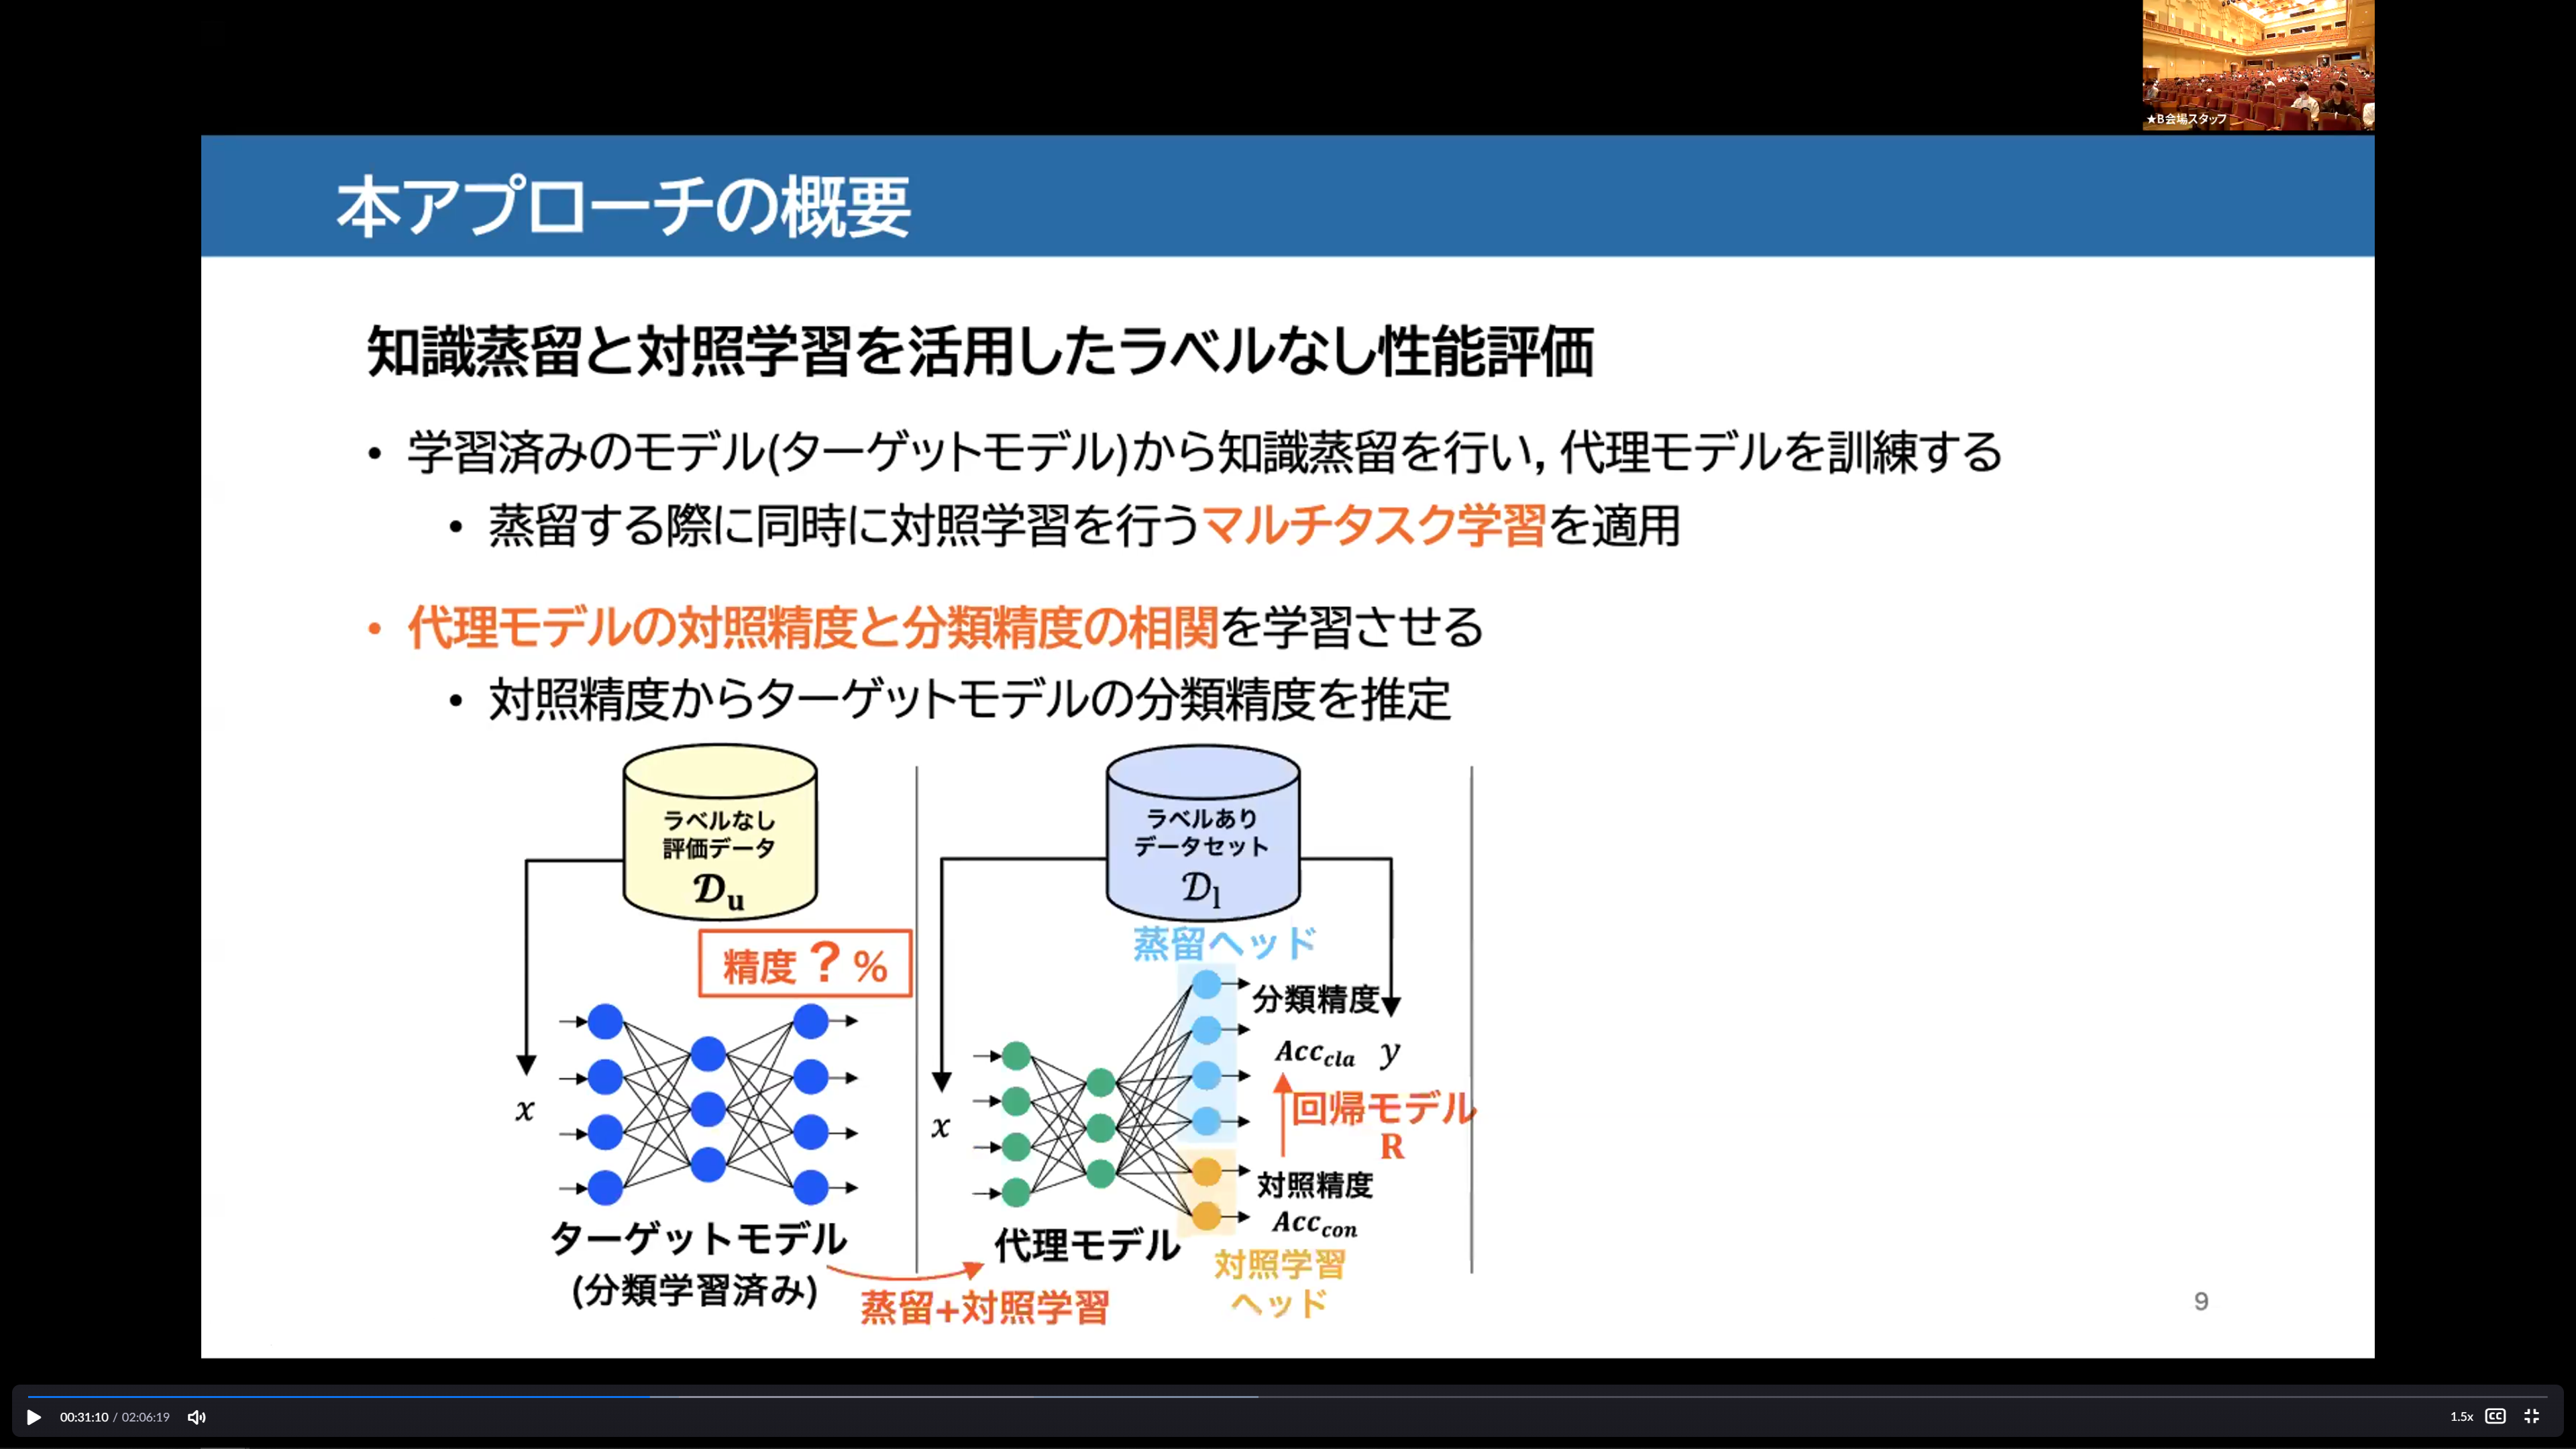 ★B会場スタッフ
本アプローチの概要
知識蒸留と対照学習を活用したラベルなし性能評価
• 学習済みのモデル(ターゲットモデル)から知識蒸留を行い, 代理モデルを訓練する
• 蒸留する際に同時に対照学習を行うマルチタスク学習を適用
• 代理モデルの対照精度と分類精度の相関を学習させる
• 対照精度からターゲットモデルの分類精度を推定
ラベルなし
評価データ
𝓓u
精度?%
x
ターゲットモデル
(分類学習済み)
蒸留+対照学習
ラベルあり
データセット
𝒟l
蒸留ヘッド
分類精度
Acc_cla y
回帰モデル
R
x
対照精度
Acc_con
代理モデル
対照学習
ヘッド
9
00:31:10 / 02:06:19
1.5x
CC